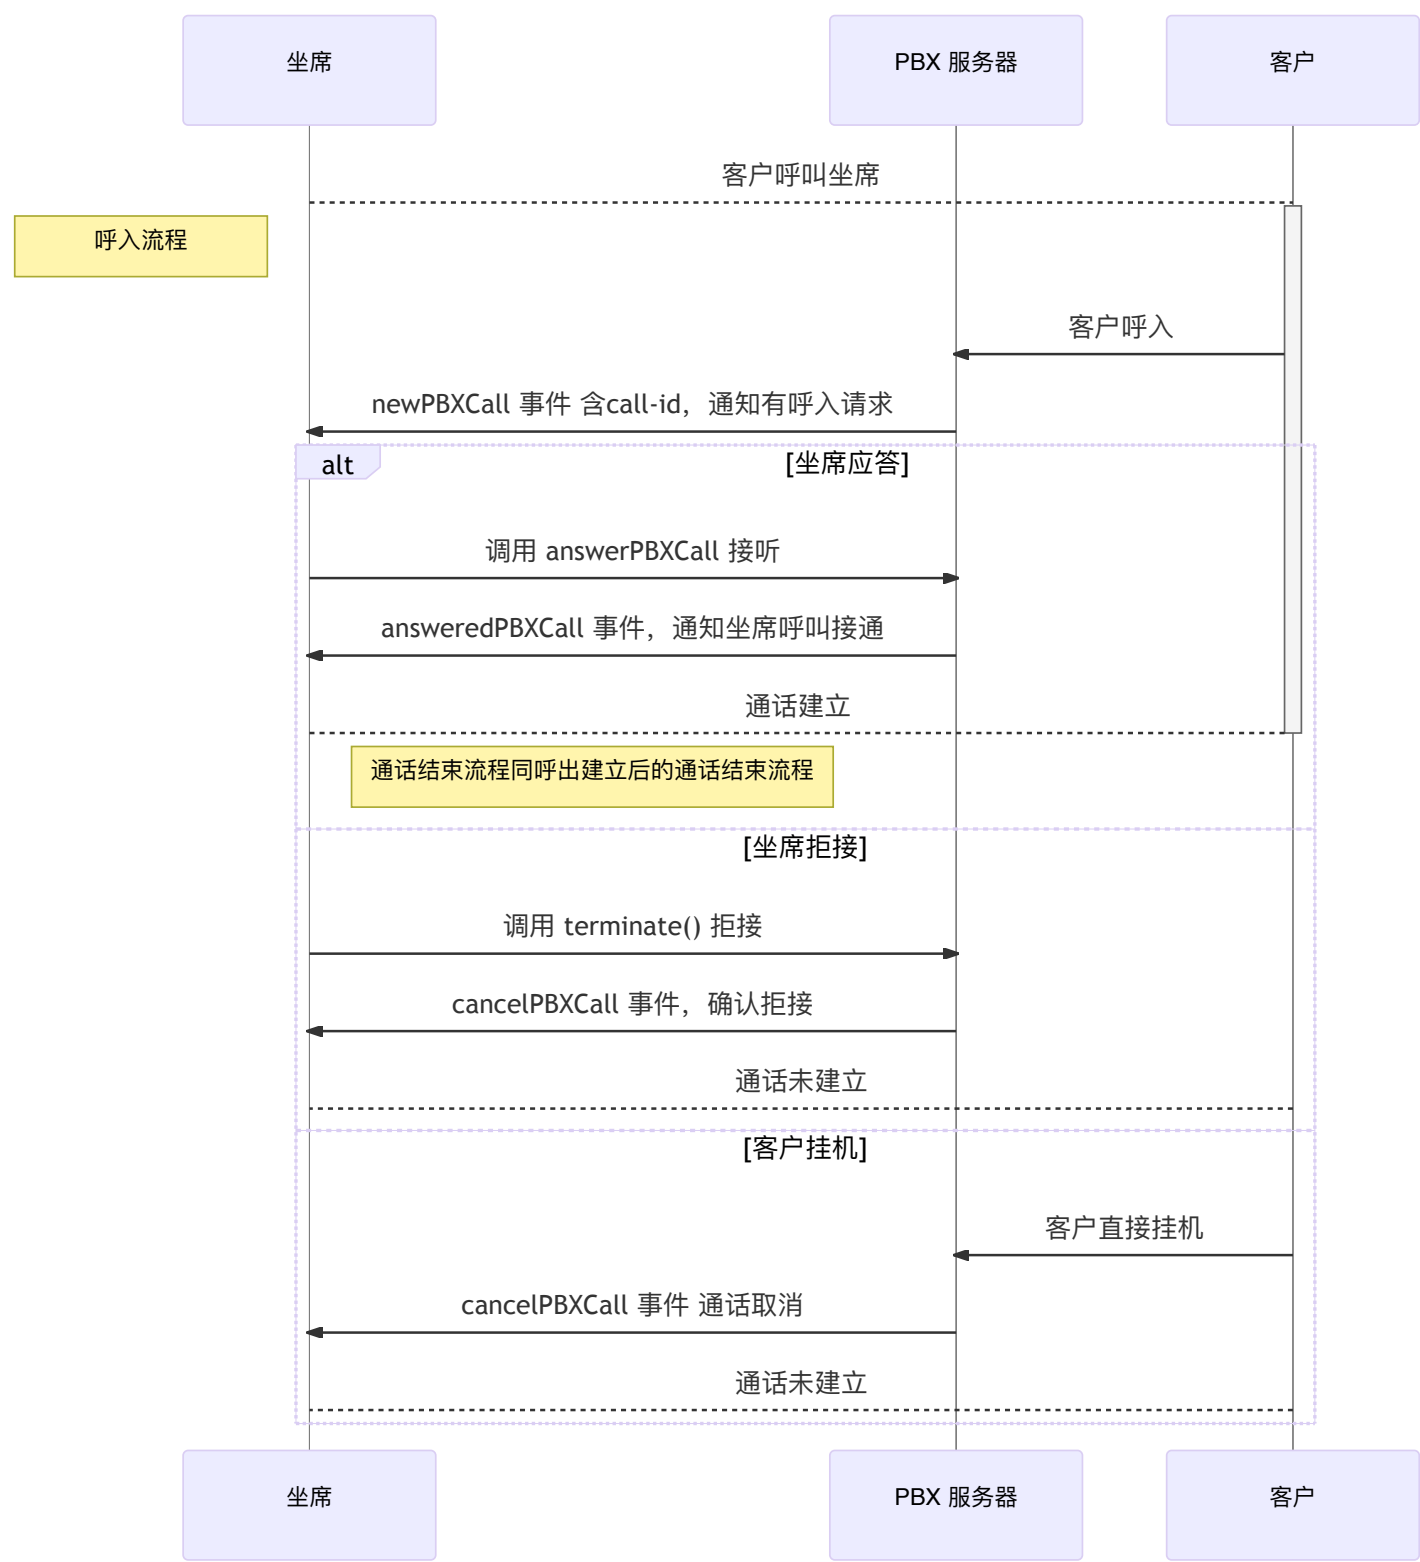 坐席
PBX 服务器
客户
客户呼叫坐席
呼入流程
客户呼入
newPBXCall 事件 含call-id，通知有呼入请求
alt
[坐席应答]
调用 answerPBXCall 接听
answeredPBXCall 事件，通知坐席呼叫接通
通话建立
通话结束流程同呼出建立后的通话结束流程
[坐席拒接]
调用 terminate() 拒接
cancelPBXCall 事件，确认拒接
通话未建立
[客户挂机]
客户直接挂机
cancelPBXCall 事件 通话取消
通话未建立
坐席
PBX 服务器
客户